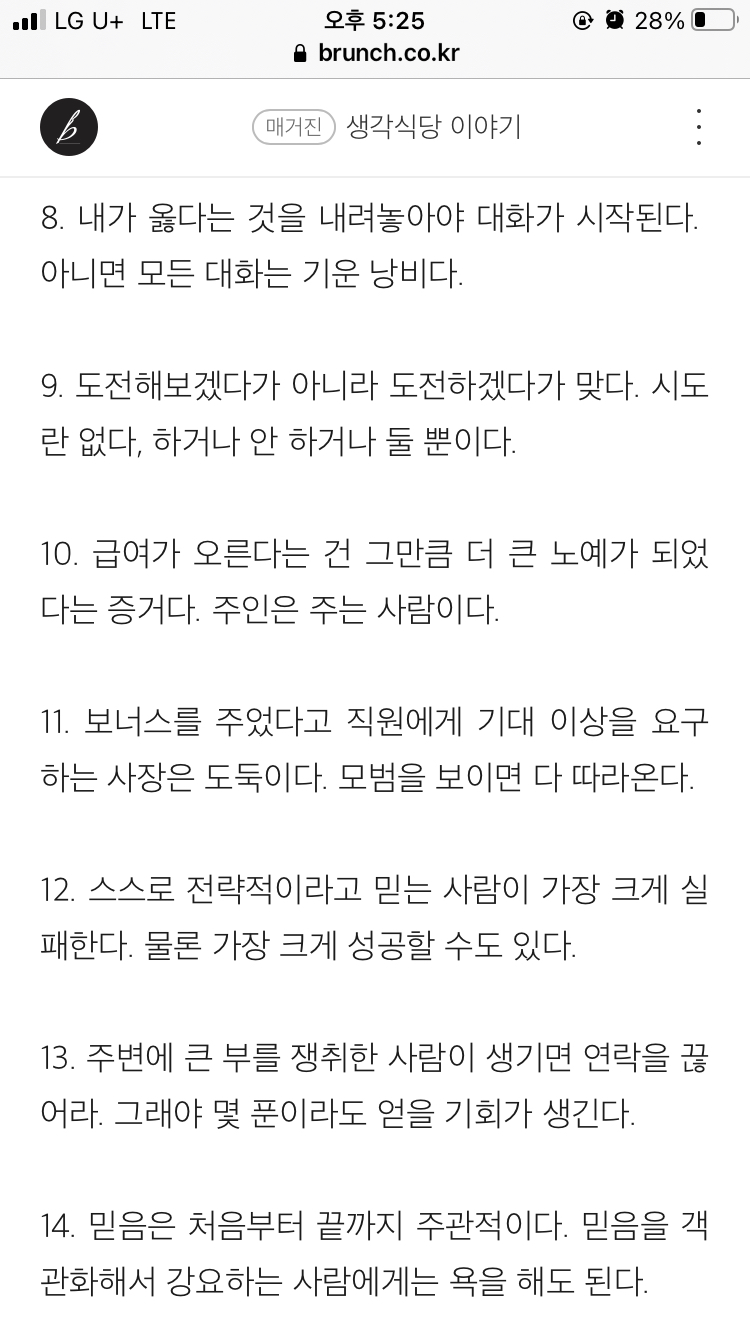 LG U+ LTE 오후 5:25 28%
brunch.co.kr
매거진 생각식당 이야기
8. 내가 옳다는 것을 내려놓아야 대화가 시작된다.
아니면 모든 대화는 기운 낭비다.
9. 도전해보겠다가 아니라 도전하겠다가 맞다. 시도
란 없다, 하거나 안 하거나 둘 뿐이다.
10. 급여가 오른다는 건 그만큼 더 큰 노예가 되었
다는 증거다. 주인은 주는 사람이다.
11. 보너스를 주었다고 직원에게 기대 이상을 요구
하는 사장은 도둑이다. 모범을 보이면 다 따라온다.
12. 스스로 전략적이라고 믿는 사람이 가장 크게 실
패한다. 물론 가장 크게 성공할 수도 있다.
13. 주변에 큰 부를 쟁취한 사람이 생기면 연락을 끊
어라. 그래야 몇 푼이라도 얻을 기회가 생긴다.
14. 믿음은 처음부터 끝까지 주관적이다. 믿음을 객
관화해서 강요하는 사람에게는 욕을 해도 된다.